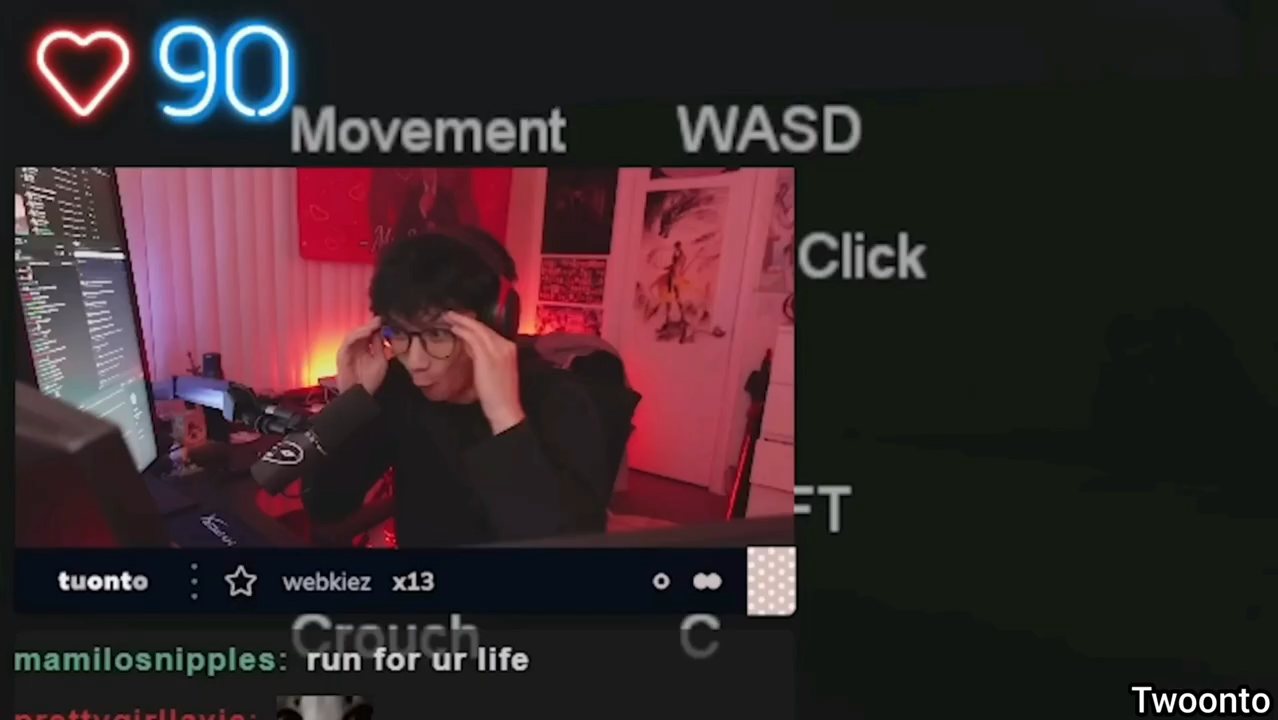 90
Movement WASD
Click
FT
tuonto webkiez x13
Crouch C
mamilosnipples: run for ur life
Twoonto